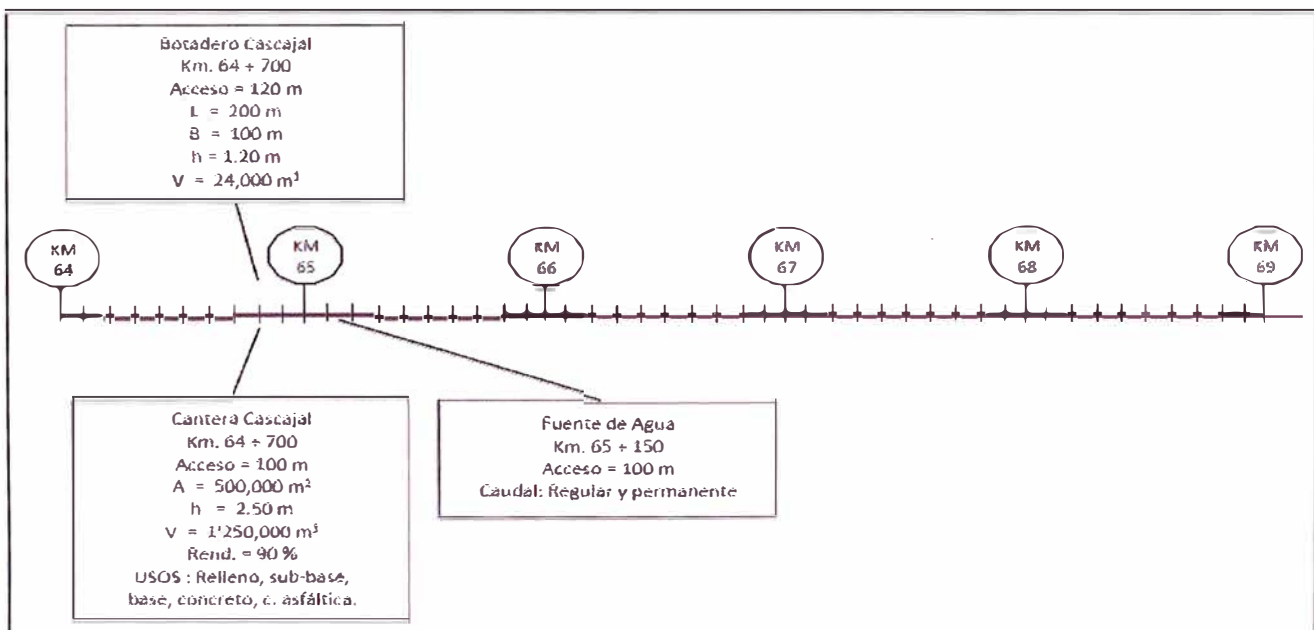 Botadero Cascajal
Km. 64 + 700
Acceso = 120 m
L = 200 m
B = 100 m
h = 1.20 m
V = 24,000 m³
KM
64
KM
65
KM
66
KM
67
KM
68
KM
69
Cantera Cascajal
Km. 64 + 700
Acceso = 100 m
A = 500,000 m²
h = 2.50 m
V = 1'250,000 m³
Rend. = 90 %
USOS : Relleno, sub-base,
base, concreto, c. asfáltica.
Fuente de Agua
Km. 65 + 150
Acceso = 100 m
Caudal: Regular y permanente